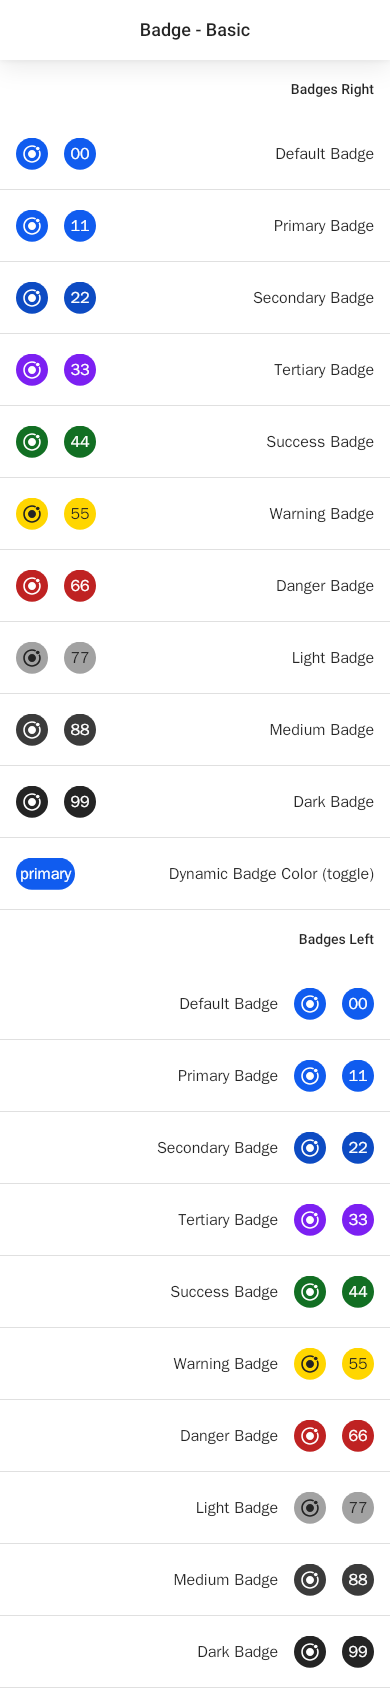 Badge - Basic
Badges Right
00 Default Badge
11 Primary Badge
22 Secondary Badge
33 Tertiary Badge
44 Success Badge
55 Warning Badge
66 Danger Badge
77 Light Badge
88 Medium Badge
99 Dark Badge
primary Dynamic Badge Color (toggle)
Badges Left
Default Badge 00
Primary Badge 11
Secondary Badge 22
Tertiary Badge 33
Success Badge 44
Warning Badge 55
Danger Badge 66
Light Badge 77
Medium Badge 88
Dark Badge 99